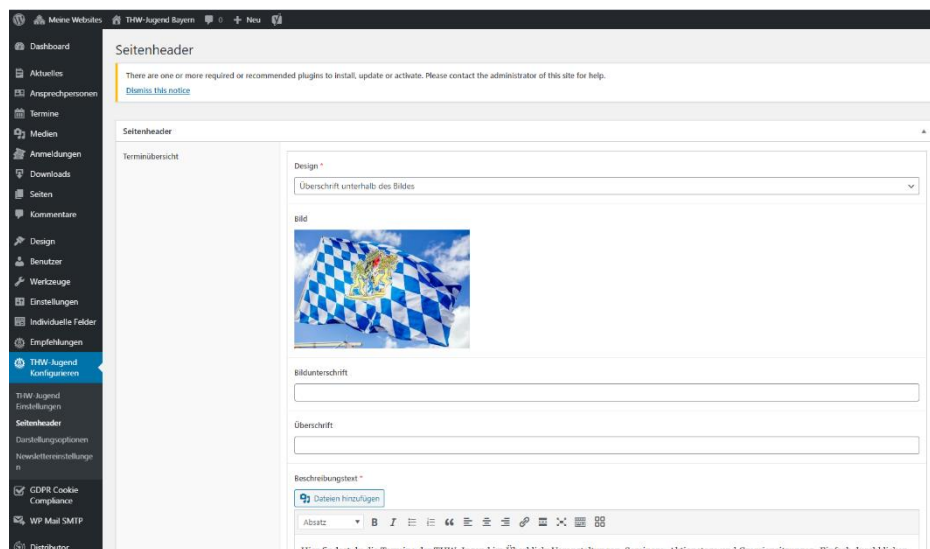 Meine Websites THW-Jugend Bayern 0 + Neu
Dashboard
Aktuelles
Ansprechpersonen
Termine
Medien
Anmeldungen
Downloads
Seiten
Kommentare
Design
Benutzer
Werkzeuge
Einstellungen
Individuelle Felder
Empfehlungen
THW-Jugend
Konfigurieren
THW-Jugend
Einstellungen
Seitenheader
Darstellungsoptionen
Newslettereinstellunge
n
GDPR Cookie
Compliance
WP Mail SMTP
Distributor
Seitenheader
There are one or more required or recommended plugins to install, update or activate. Please contact the administrator of this site for help.
Dismiss this notice
Seitenheader
Terminübersicht
Design *
Überschrift unterhalb des Bildes
Bild
Bildunterschrift
Überschrift
Beschreibungstext *
Dateien hinzufügen
Absatz B I